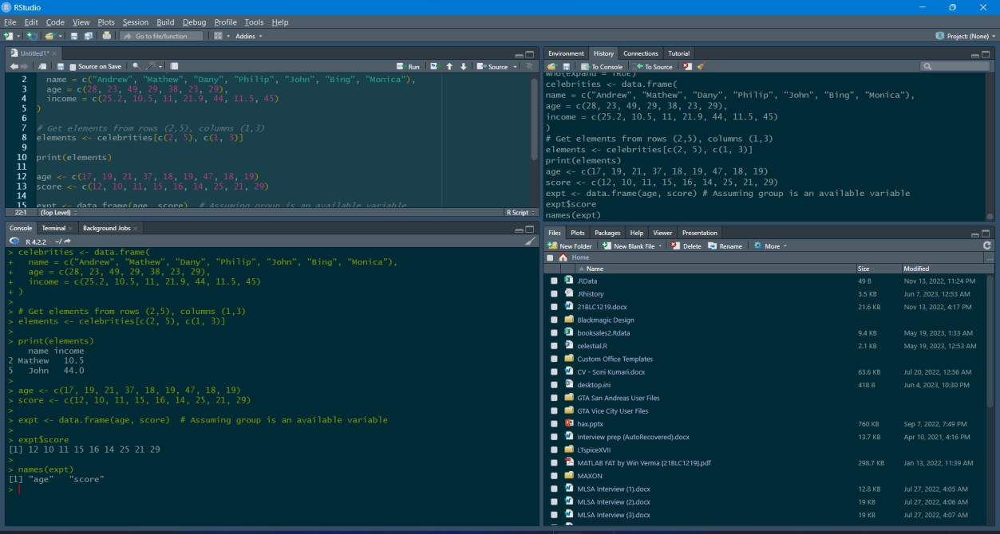 RStudio
File Edit Code View Plots Session Build Debug Profile Tools Help
Go to file/function
Addins
Project: (None)
Untitled1*
Source on Save
Run
Source
2 name = c("Andrew", "Mathew", "Dany", "Philip", "John", "Bing", "Monica"),
3 age = c(28, 23, 49, 29, 38, 23, 29),
4 income = c(25.2, 10.5, 11, 21.9, 44, 11.5, 45)
5 )
6
7 # Get elements from rows (2,5), columns (1,3)
8 elements <- celebrities[c(2, 5), c(1, 3)]
9
10 print(elements)
11
12 age <- c(17, 19, 21, 37, 18, 19, 47, 18, 19)
13 score <- c(12, 10, 11, 15, 16, 14, 25, 21, 29)
14
15 expt <- data.frame(age, score) # Assuming group is an available variable
22:1 (Top Level) R Script
Console Terminal Background Jobs
R 4.2.2 · ~/
> celebrities <- data.frame(
+ name = c("Andrew", "Mathew", "Dany", "Philip", "John", "Bing", "Monica"),
+ age = c(28, 23, 49, 29, 38, 23, 29),
+ income = c(25.2, 10.5, 11, 21.9, 44, 11.5, 45)
+ )
>
> # Get elements from rows (2,5), columns (1,3)
> elements <- celebrities[c(2, 5), c(1, 3)]
>
> print(elements)
name income
2 Mathew 10.5
5 John 44.0
>
> age <- c(17, 19, 21, 37, 18, 19, 47, 18, 19)
> score <- c(12, 10, 11, 15, 16, 14, 25, 21, 29)
>
> expt <- data.frame(age, score) # Assuming group is an available variable
>
> expt$score
[1] 12 10 11 15 16 14 25 21 29
>
> names(expt)
[1] "age" "score"
>
Environment History Connections Tutorial
To Console To Source
who(expand = TRUE)
celebrities <- data.frame(
name = c("Andrew", "Mathew", "Dany", "Philip", "John", "Bing", "Monica"),
age = c(28, 23, 49, 29, 38, 23, 29),
income = c(25.2, 10.5, 11, 21.9, 44, 11.5, 45)
)
# Get elements from rows (2,5), columns (1,3)
elements <- celebrities[c(2, 5), c(1, 3)]
print(elements)
age <- c(17, 19, 21, 37, 18, 19, 47, 18, 19)
score <- c(12, 10, 11, 15, 16, 14, 25, 21, 29)
expt <- data.frame(age, score) # Assuming group is an available variable
expt$score
names(expt)
Files Plots Packages Help Viewer Presentation
New Folder New Blank File Delete Rename More
Home
Name Size Modified
.RData 49 B Nov 13, 2022, 11:24 PM
.Rhistory 3.5 KB Jun 7, 2023, 12:53 AM
21BLC1219.docx 21.6 KB Nov 13, 2022, 4:17 PM
Blackmagic Design
booksales2.Rdata 9.4 KB May 19, 2023, 1:33 AM
celestial.R 2.1 KB May 19, 2023, 12:53 AM
Custom Office Templates
CV - Soni Kumari.docx 63.6 KB Jul 20, 2022, 12:56 AM
desktop.ini 418 B Jun 4, 2023, 10:30 PM
GTA San Andreas User Files
GTA Vice City User Files
hax.pptx 760 KB Sep 7, 2022, 7:49 PM
Interview prep (AutoRecovered).docx 13.7 KB Apr 10, 2021, 4:16 PM
LTspiceXVII
MATLAB FAT by Win Verma [21BLC1219].pdf 298.7 KB Jan 13, 2022, 11:39 AM
MAXON
MLSA Interview (1).docx 12.8 KB Jul 27, 2022, 4:05 AM
MLSA Interview (2).docx 19 KB Jul 27, 2022, 4:06 AM
MLSA Interview (3).docx 19 KB Jul 27, 2022, 4:07 AM